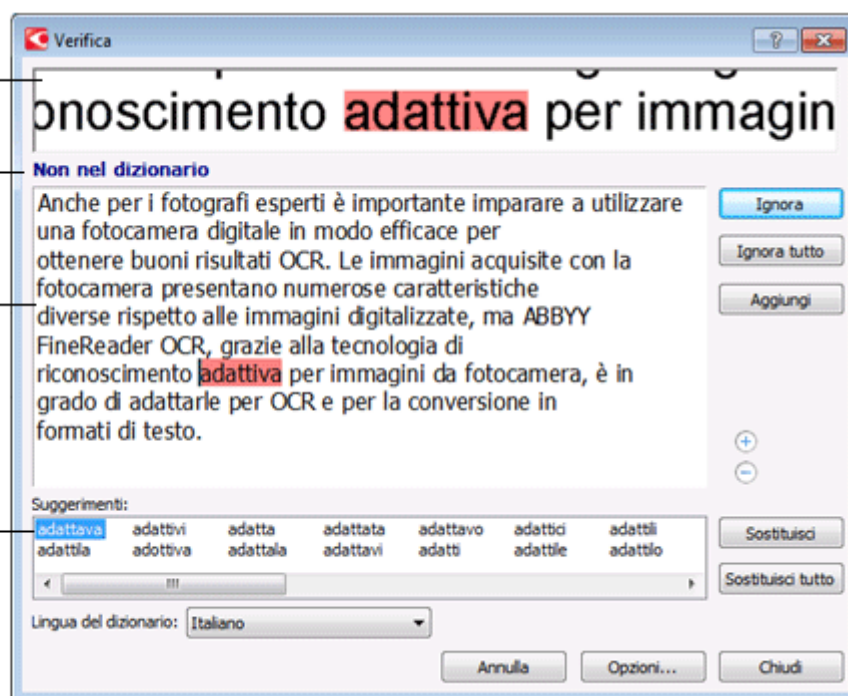 Verifica
onoscimento adattiva per immagin
Non nel dizionario
Anche per i fotografi esperti è importante imparare a utilizzare
una fotocamera digitale in modo efficace per
ottenere buoni risultati OCR. Le immagini acquisite con la
fotocamera presentano numerose caratteristiche
diverse rispetto alle immagini digitalizzate, ma ABBYY
FineReader OCR, grazie alla tecnologia di
riconoscimento adattiva per immagini da fotocamera, è in
grado di adattarle per OCR e per la conversione in
formati di testo.
Ignora
Ignora tutto
Aggiungi
Suggerimenti:
adattava adattivi adatta adattata adattavo adattici adattili
adattila adottiva adattala adattavi adatti adattile adattilo
Sostituisci
Sostituisci tutto
Lingua del dizionario: Italiano
Annulla Opzioni... Chiudi